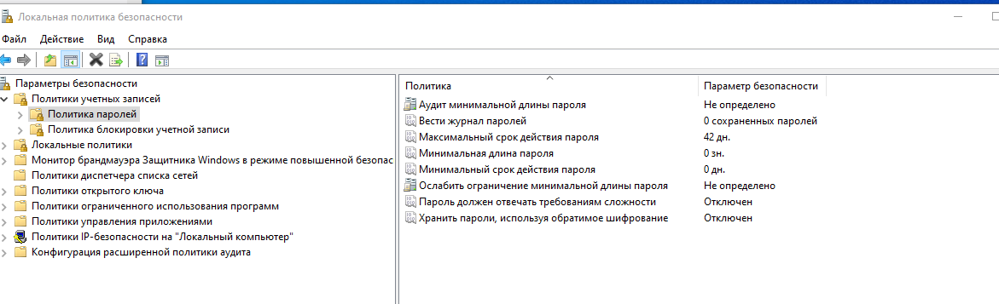 Локальная политика безопасности
Файл Действие Вид Справка
Параметры безопасности
Политики учетных записей
Политика паролей
Политика блокировки учетной записи
Локальные политики
Монитор брандмауэра Защитника Windows в режиме повышенной безопас
Политики диспетчера списка сетей
Политики открытого ключа
Политики ограниченного использования программ
Политики управления приложениями
Политики IP-безопасности на "Локальный компьютер"
Конфигурация расширенной политики аудита
Политика Параметр безопасности
Аудит минимальной длины пароля Не определено
Вести журнал паролей 0 сохраненных паролей
Максимальный срок действия пароля 42 дн.
Минимальная длина пароля 0 зн.
Минимальный срок действия пароля 0 дн.
Ослабить ограничение минимальной длины пароля Не определено
Пароль должен отвечать требованиям сложности Отключен
Хранить пароли, используя обратимое шифрование Отключен